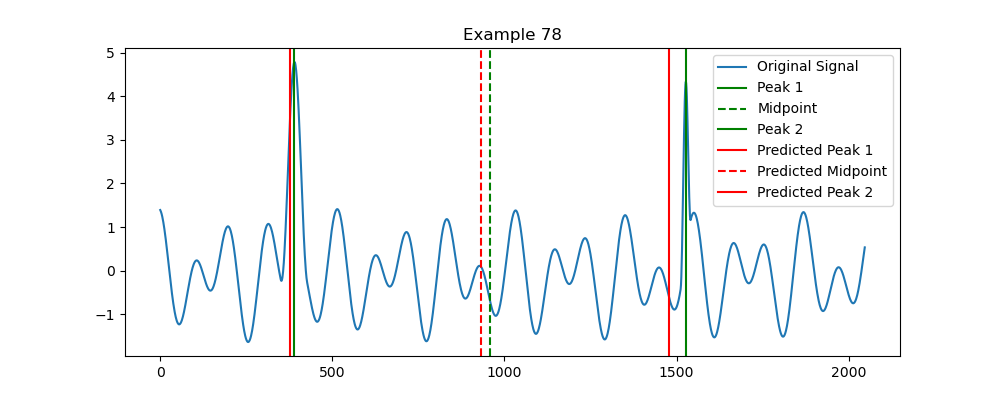 Example 78
5
4
3
2
1
0
−1
0
500
1000
1500
2000
Original Signal
Peak 1
Midpoint
Peak 2
Predicted Peak 1
Predicted Midpoint
Predicted Peak 2